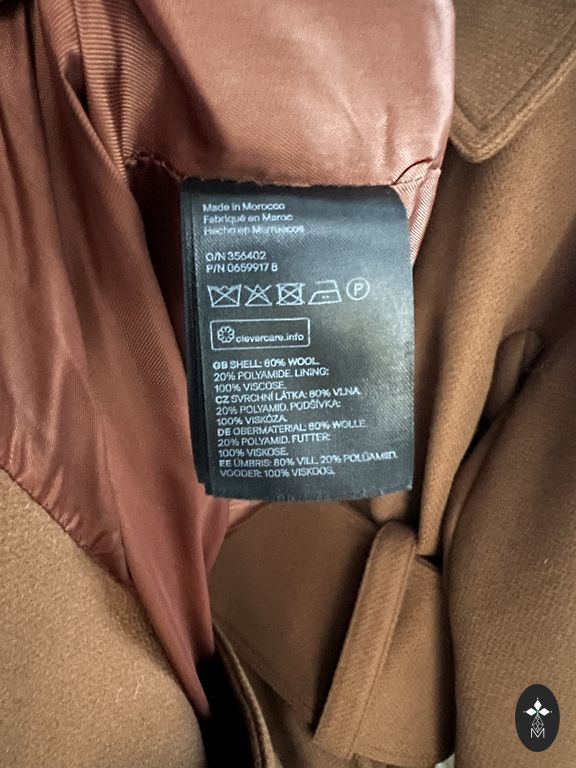 Made in Morocco
Fabriqué en Maroc
Hecho en Marruecos
O/N 356402
P/N 0659917 8
P
clevercare.info
GB SHELL: 80% WOOL.
20% POLYAMIDE. LINING:
100% VISCOSE.
CZ SVRCHNÍ LÁTKA: 80% VLNA.
20% POLYAMID. PODŠÍVKA:
100% VISKÓZA.
DE OBERMATERIAL: 80% WOLLE.
20% POLYAMID. FUTTER:
100% VISKOSE.
EE ÜMBRIS: 80% VILL. 20% POLÜAMIID.
VOODER: 100% VISKOOS.
M